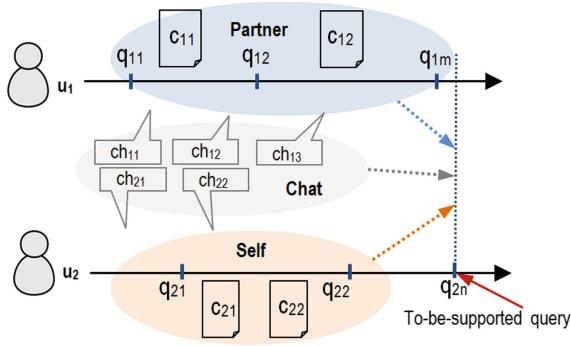 Partner
c11
c12
q11
q12
q1m
u1
ch11
ch12
ch13
ch21
ch22
Chat
Self
u2
q21
q22
q2n
c21
c22
To-be-supported query